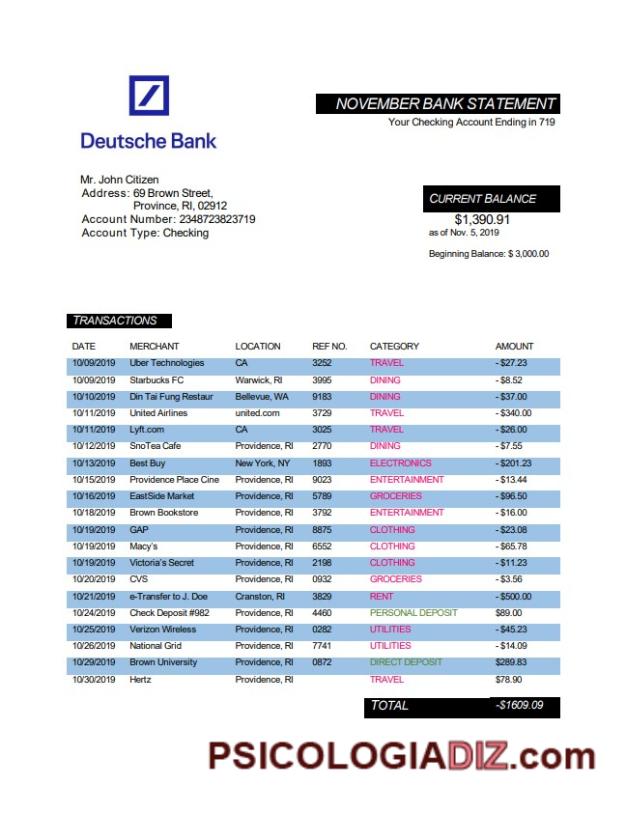 NOVEMBER BANK STATEMENT
Your Checking Account Ending in 719
Deutsche Bank
Mr. John Citizen
Address: 69 Brown Street,
Province, RI, 02912
Account Number: 2348723823719
Account Type: Checking
CURRENT BALANCE
$1,390.91
as of Nov. 5, 2019
Beginning Balance: $ 3,000.00
TRANSACTIONS
DATE MERCHANT LOCATION REF NO. CATEGORY AMOUNT
10/09/2019 Uber Technologies CA 3252 TRAVEL - $27.23
10/09/2019 Starbucks FC Warwick, RI 3995 DINING - $8.52
10/10/2019 Din Tai Fung Restaur Bellevue, WA 9183 DINING - $37.00
10/11/2019 United Airlines united.com 3729 TRAVEL - $340.00
10/11/2019 Lyft.com CA 3025 TRAVEL - $26.00
10/12/2019 SnoTea Cafe Providence, RI 2770 DINING - $7.55
10/13/2019 Best Buy New York, NY 1893 ELECTRONICS - $201.23
10/15/2019 Providence Place Cine Providence, RI 9023 ENTERTAINMENT - $13.44
10/16/2019 EastSide Market Providence, RI 5789 GROCERIES - $96.50
10/18/2019 Brown Bookstore Providence, RI 3792 ENTERTAINMENT - $16.00
10/19/2019 GAP Providence, RI 8875 CLOTHING - $23.08
10/19/2019 Macy's Providence, RI 6552 CLOTHING - $65.78
10/19/2019 Victoria's Secret Providence, RI 2198 CLOTHING - $11.23
10/20/2019 CVS Providence, RI 0932 GROCERIES - $3.56
10/21/2019 e-Transfer to J. Doe Cranston, RI 3829 RENT - $500.00
10/24/2019 Check Deposit #982 Providence, RI 4460 PERSONAL DEPOSIT $89.00
10/25/2019 Verizon Wireless Providence, RI 0282 UTILITIES - $45.23
10/26/2019 National Grid Providence, RI 7741 UTILITIES - $14.09
10/29/2019 Brown University Providence, RI 0872 DIRECT DEPOSIT $289.83
10/30/2019 Hertz Providence, RI TRAVEL $78.90
TOTAL -$1609.09
PSICOLOGIADIZ.com